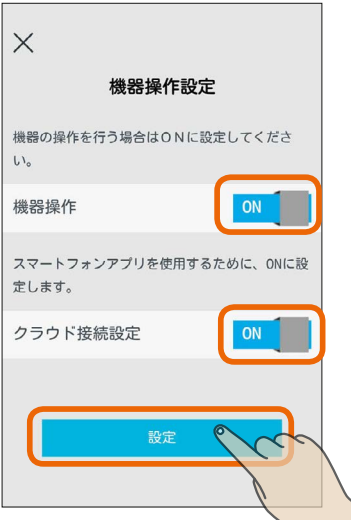 機器操作設定
機器の操作を行う場合はＯＮに設定してくださ
い。
機器操作
ON
スマートフォンアプリを使用するために、ONに設
定します。
クラウド接続設定
ON
設定